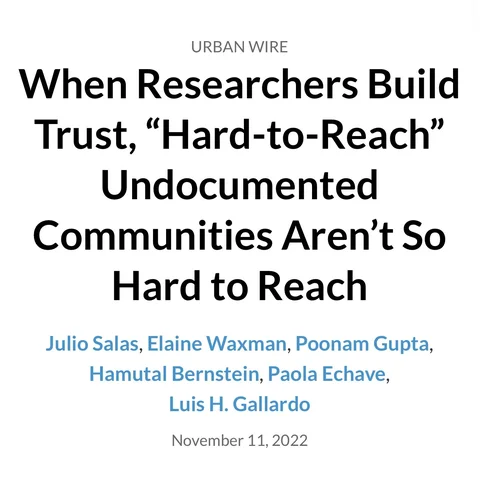 URBAN WIRE
When Researchers Build
Trust, “Hard-to-Reach”
Undocumented
Communities Aren’t So
Hard to Reach
Julio Salas, Elaine Waxman, Poonam Gupta,
Hamutal Bernstein, Paola Echave,
Luis H. Gallardo
November 11, 2022